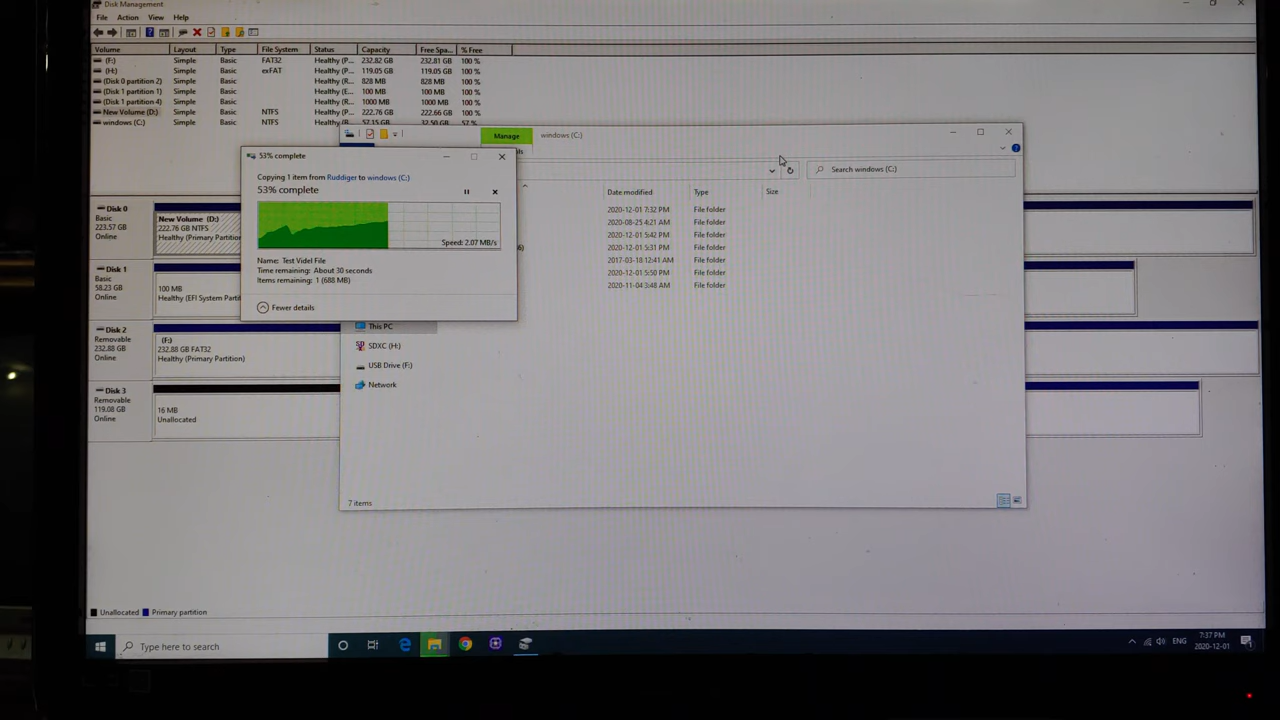 Disk Management
File Action View Help
Volume Layout Type File System Status Capacity Free Spa... % Free
(F:) Simple Basic FAT32 Healthy (P... 232.82 GB 232.81 GB 100 %
(H:) Simple Basic exFAT Healthy (P... 119.05 GB 119.05 GB 100 %
(Disk 0 partition 2) Simple Basic Healthy (R... 828 MB 828 MB 100 %
(Disk 1 partition 1) Simple Basic Healthy (E... 100 MB 100 MB 100 %
(Disk 1 partition 4) Simple Basic Healthy (R... 1000 MB 1000 MB 100 %
New Volume (D:) Simple Basic NTFS Healthy (P... 222.76 GB 222.66 GB 100 %
windows (C:) Simple Basic NTFS Healthy (B... 57.15 GB 32.50 GB 57 %
Manage windows (C:)
Search windows (C:)
Date modified Type Size
2020-12-01 7:32 PM File folder
2020-08-25 4:21 AM File folder
2020-12-01 5:42 PM File folder
2020-12-01 5:31 PM File folder
2017-03-18 12:41 AM File folder
2020-12-01 5:50 PM File folder
2020-11-04 3:48 AM File folder
53% complete
Copying 1 item from Ruddiger to windows (C:)
53% complete
Speed: 2.07 MB/s
Name: Test Videl File
Time remaining: About 30 seconds
Items remaining: 1 (688 MB)
Fewer details
This PC
SDXC (H:)
USB Drive (F:)
Network
7 items
Disk 0
Basic
223.57 GB
Online
New Volume (D:)
222.76 GB NTFS
Healthy (Primary Partition)
Disk 1
Basic
58.23 GB
Online
100 MB
Healthy (EFI System Parti
Disk 2
Removable
232.88 GB
Online
(F:)
232.88 GB FAT32
Healthy (Primary Partition)
Disk 3
Removable
119.08 GB
Online
16 MB
Unallocated
Unallocated Primary partition
Type here to search
ENG
7:37 PM
2020-12-01